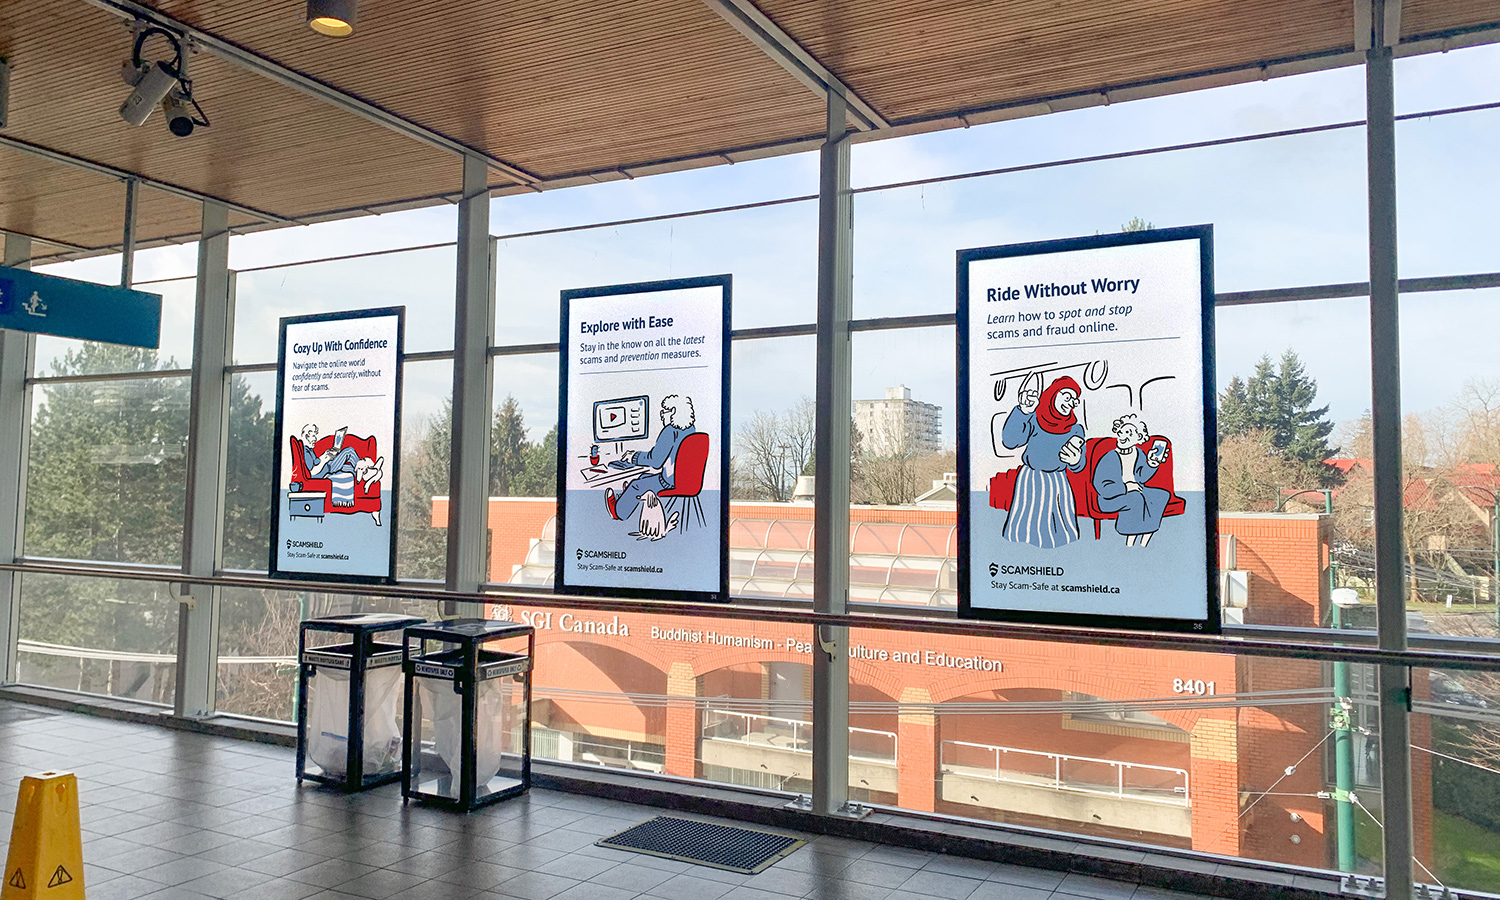 Cozy Up With Confidence
Navigate the online world
confidently and securely, without
fear of scams.
SCAMSHIELD
Stay Scam-Safe at scamshield.ca
Explore with Ease
Stay in the know on all the latest
scams and prevention measures.
SCAMSHIELD
Stay Scam-Safe at scamshield.ca
Ride Without Worry
Learn how to spot and stop
scams and fraud online.
SCAMSHIELD
Stay Scam-Safe at scamshield.ca
35
SGI Canada
Buddhist Humanism - Pea
ulture and Education
8401